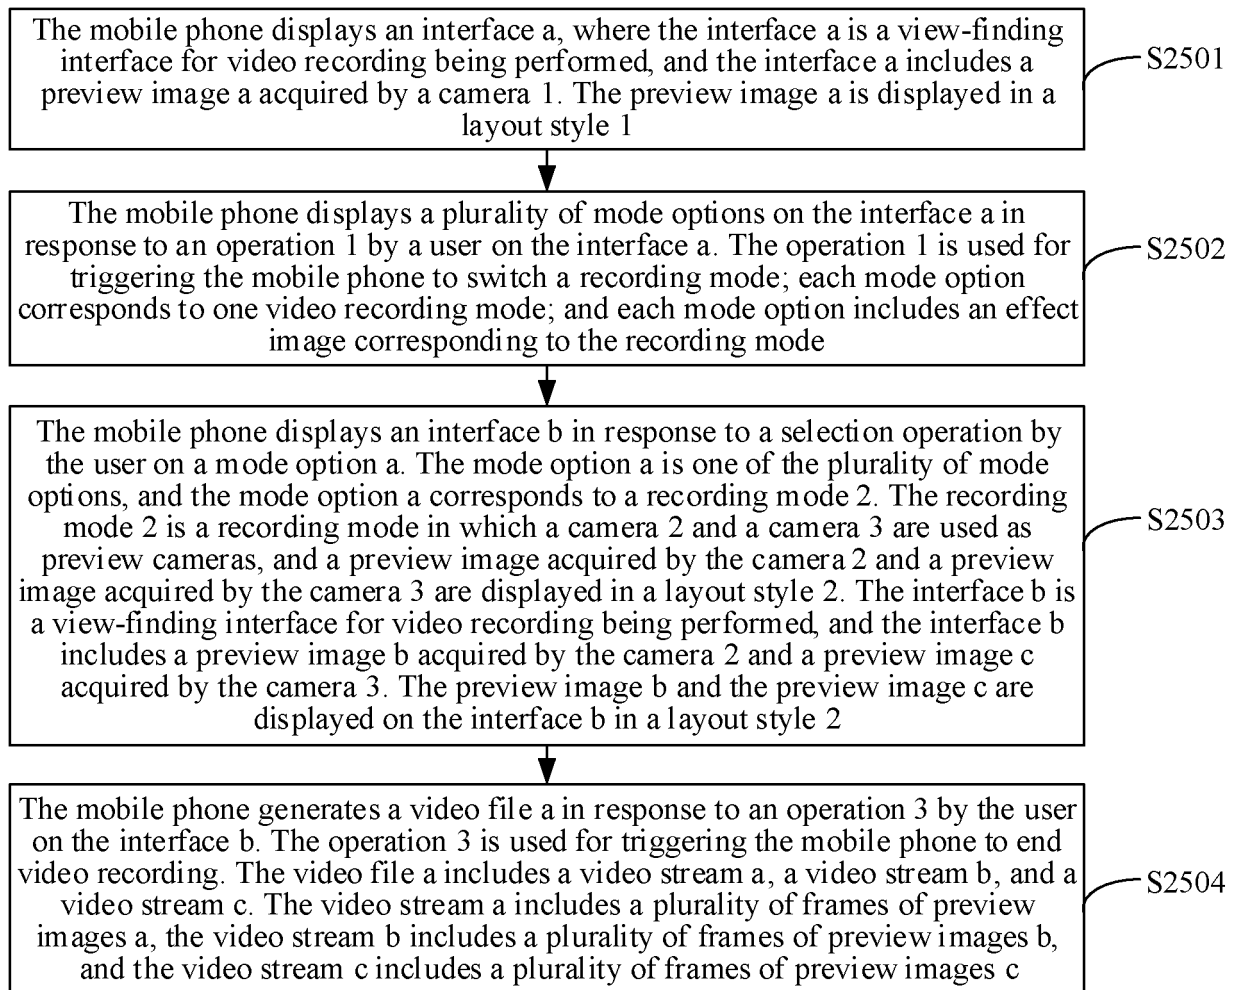 The mobile phone displays an interface a, where the interface a is a view-finding
interface for video recording being performed, and the interface a includes a
preview image a acquired by a camera 1. The preview image a is displayed in a
layout style 1
S2501
The mobile phone displays a plurality of mode options on the interface a in
response to an operation 1 by a user on the interface a. The operation 1 is used for
triggering the mobile phone to switch a recording mode; each mode option
corresponds to one video recording mode; and each mode option includes an effect
image corresponding to the recording mode
S2502
The mobile phone displays an interface b in response to a selection operation by
the user on a mode option a. The mode option a is one of the plurality of mode
options, and the mode option a corresponds to a recording mode 2. The recording
mode 2 is a recording mode in which a camera 2 and a camera 3 are used as
preview cameras, and a preview image acquired by the camera 2 and a preview
image acquired by the camera 3 are displayed in a layout style 2. The interface b is
a view-finding interface for video recording being performed, and the interface b
includes a preview image b acquired by the camera 2 and a preview image c
acquired by the camera 3. The preview image b and the preview image c are
displayed on the interface b in a layout style 2
S2503
The mobile phone generates a video file a in response to an operation 3 by the user
on the interface b. The operation 3 is used for triggering the mobile phone to end
video recording. The video file a includes a video stream a, a video stream b, and a
video stream c. The video stream a includes a plurality of frames of preview
images a, the video stream b includes a plurality of frames of preview images b,
and the video stream c includes a plurality of frames of preview images c
S2504